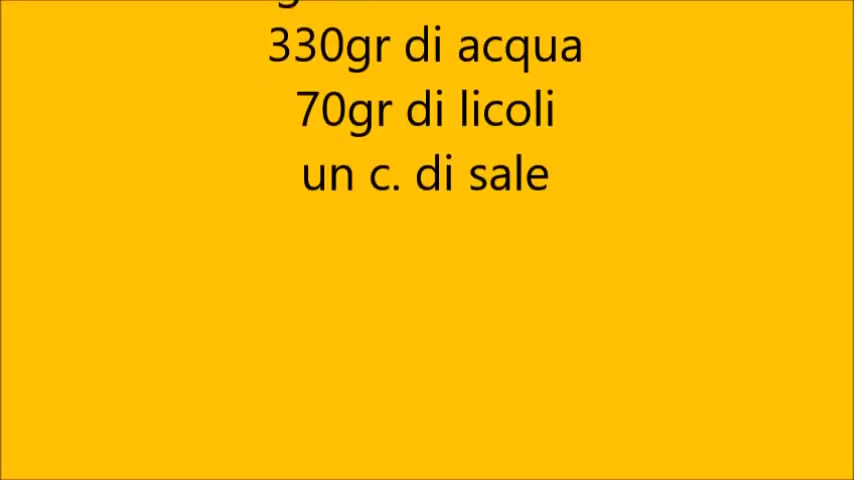 330gr di acqua
70gr di licoli
un c. di sale